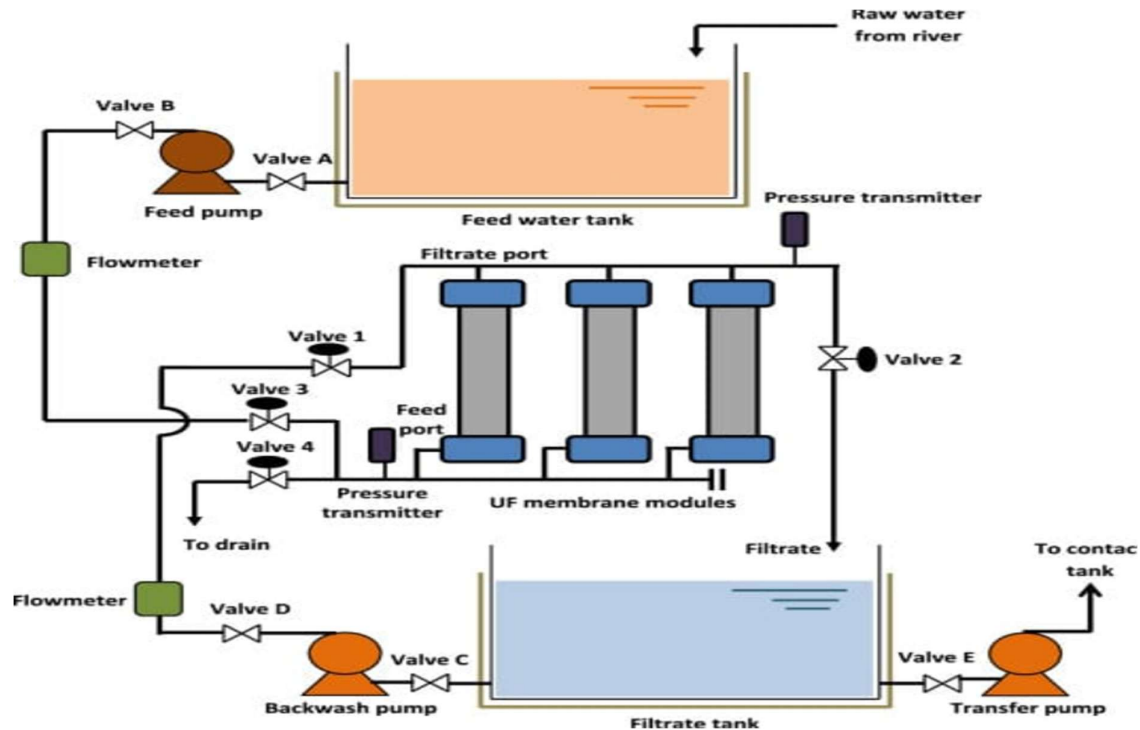 Raw water
from river
Valve B
Valve A
Feed pump
Feed water tank
Pressure transmitter
Flowmeter
Filtrate port
Valve 1
Valve 2
Valve 3
Feed
port
Valve 4
Pressure
transmitter
UF membrane modules
To drain
Filtrate
To contac
tank
Flowmeter
Valve D
Valve C
Valve E
Backwash pump
Filtrate tank
Transfer pump